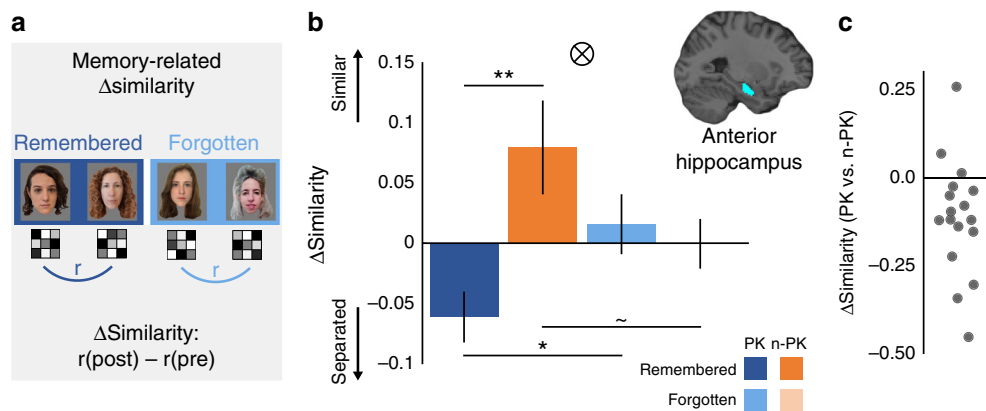 a
Memory-related
Δsimilarity
Remembered
Forgotten
r
r
ΔSimilarity:
r(post) – r(pre)
b
Similar
Separated
ΔSimilarity
0.15
0.1
0.05
0
–0.05
–0.1
**
~
*
Anterior
hippocampus
PK n-PK
Remembered
Forgotten
c
ΔSimilarity (PK vs. n-PK)
0.25
0.0
–0.25
–0.50